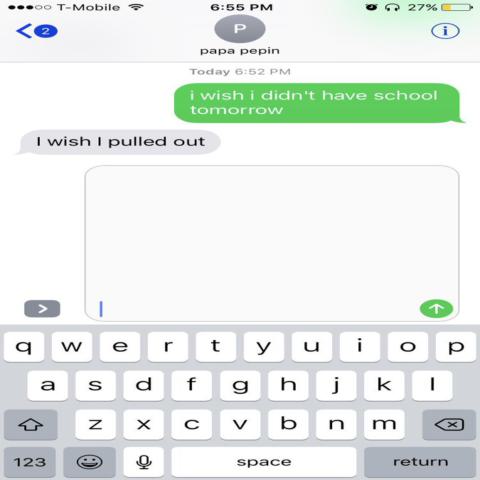 T-Mobile 6:55 PM 27%
2 P
papa pepin
Today 6:52 PM
i wish i didn't have school
tomorrow
I wish I pulled out
q w e r t y u i o p
a s d f g h j k l
z x c v b n m
123 space return